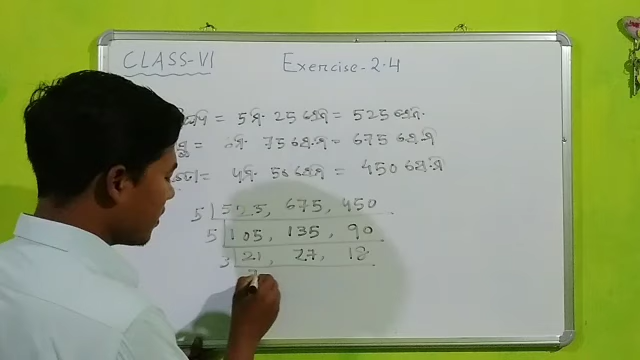 CLASS-VI
Exercise-2.4
= 5ମି. 25 ସେମି = 525 ସେମି.
= ମି. 75 ସେ.ମି = 675 ସେ.ମି
= 4ମି. 50 ସେମି = 450 ସେ.ମି
5 | 525, 675, 450
5 | 105, 135, 90
3 | 21, 27, 18
7